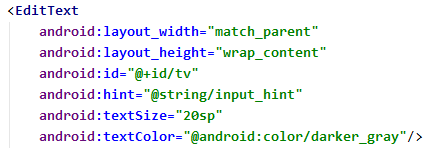 <EditText
android:layout_width="match_parent"
android:layout_height="wrap_content"
android:id="@+id/tv"
android:hint="@string/input_hint"
android:textSize="20sp"
android:textColor="@android:color/darker_gray"/>